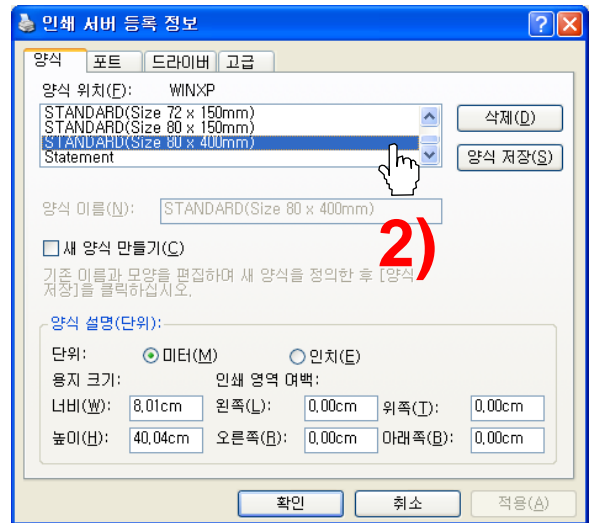 인쇄 서버 등록 정보
양식 포트 드라이버 고급
양식 위치(F): WINXP
STANDARD(Size 72 x 150mm)
STANDARD(Size 80 x 150mm)
STANDARD(Size 80 x 400mm)
Statement
삭제(D)
양식 저장(S)
양식 이름(N): STANDARD(Size 80 x 400mm)
2)
새 양식 만들기(C)
기존 이름과 모양을 편집하여 새 양식을 정의한 후 [양식
저장]을 클릭하십시오.
양식 설명(단위):
단위: 미터(M) 인치(E)
용지 크기: 인쇄 영역 여백:
너비(W): 8,01cm 왼쪽(L): 0,00cm 위쪽(T): 0,00cm
높이(H): 40,04cm 오른쪽(R): 0,00cm 아래쪽(B): 0,00cm
확인 취소 적용(A)